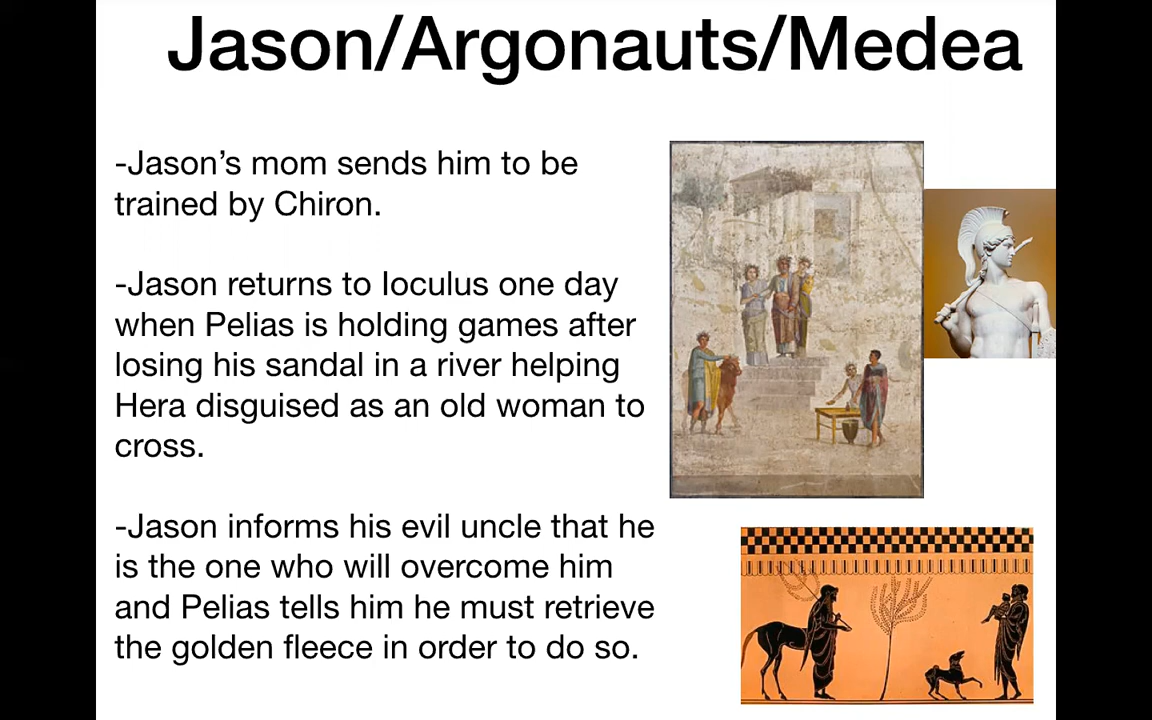 Jason/Argonauts/Medea
-Jason’s mom sends him to be
trained by Chiron.
-Jason returns to Ioculus one day
when Pelias is holding games after
losing his sandal in a river helping
Hera disguised as an old woman to
cross.
-Jason informs his evil uncle that he
is the one who will overcome him
and Pelias tells him he must retrieve
the golden fleece in order to do so.